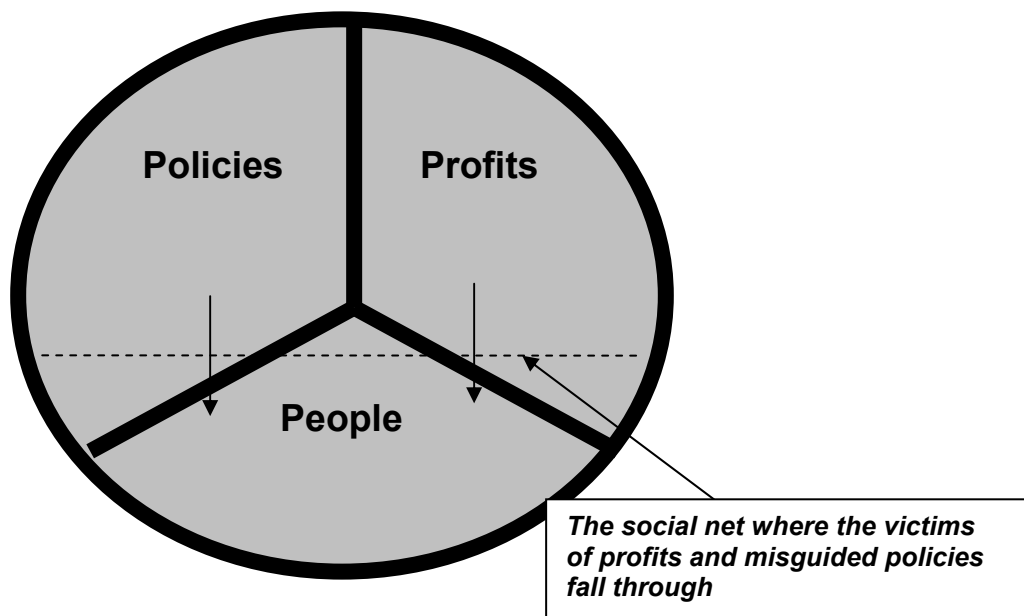 Policies
Profits
People
The social net where the victims
of profits and misguided policies
fall through